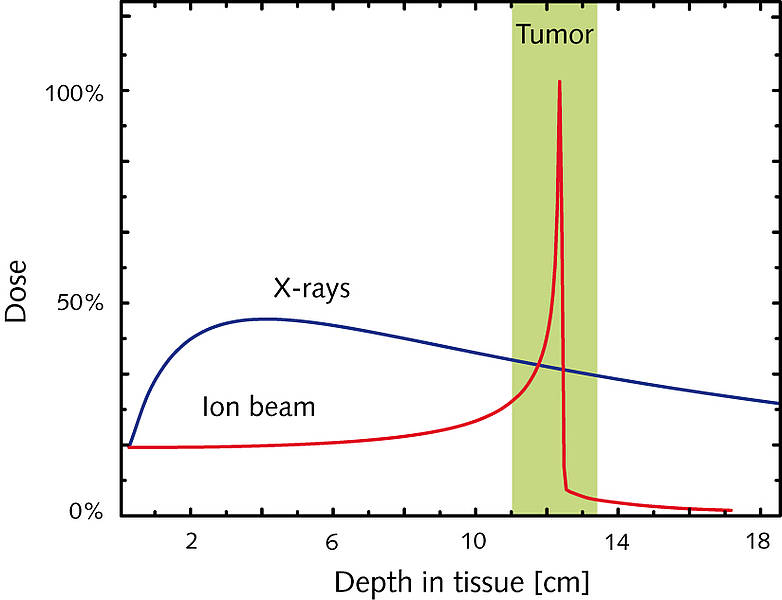 Tumor
100%
Dose
X-rays
50%
Ion beam
0%
2 6 10 14 18
Depth in tissue [cm]